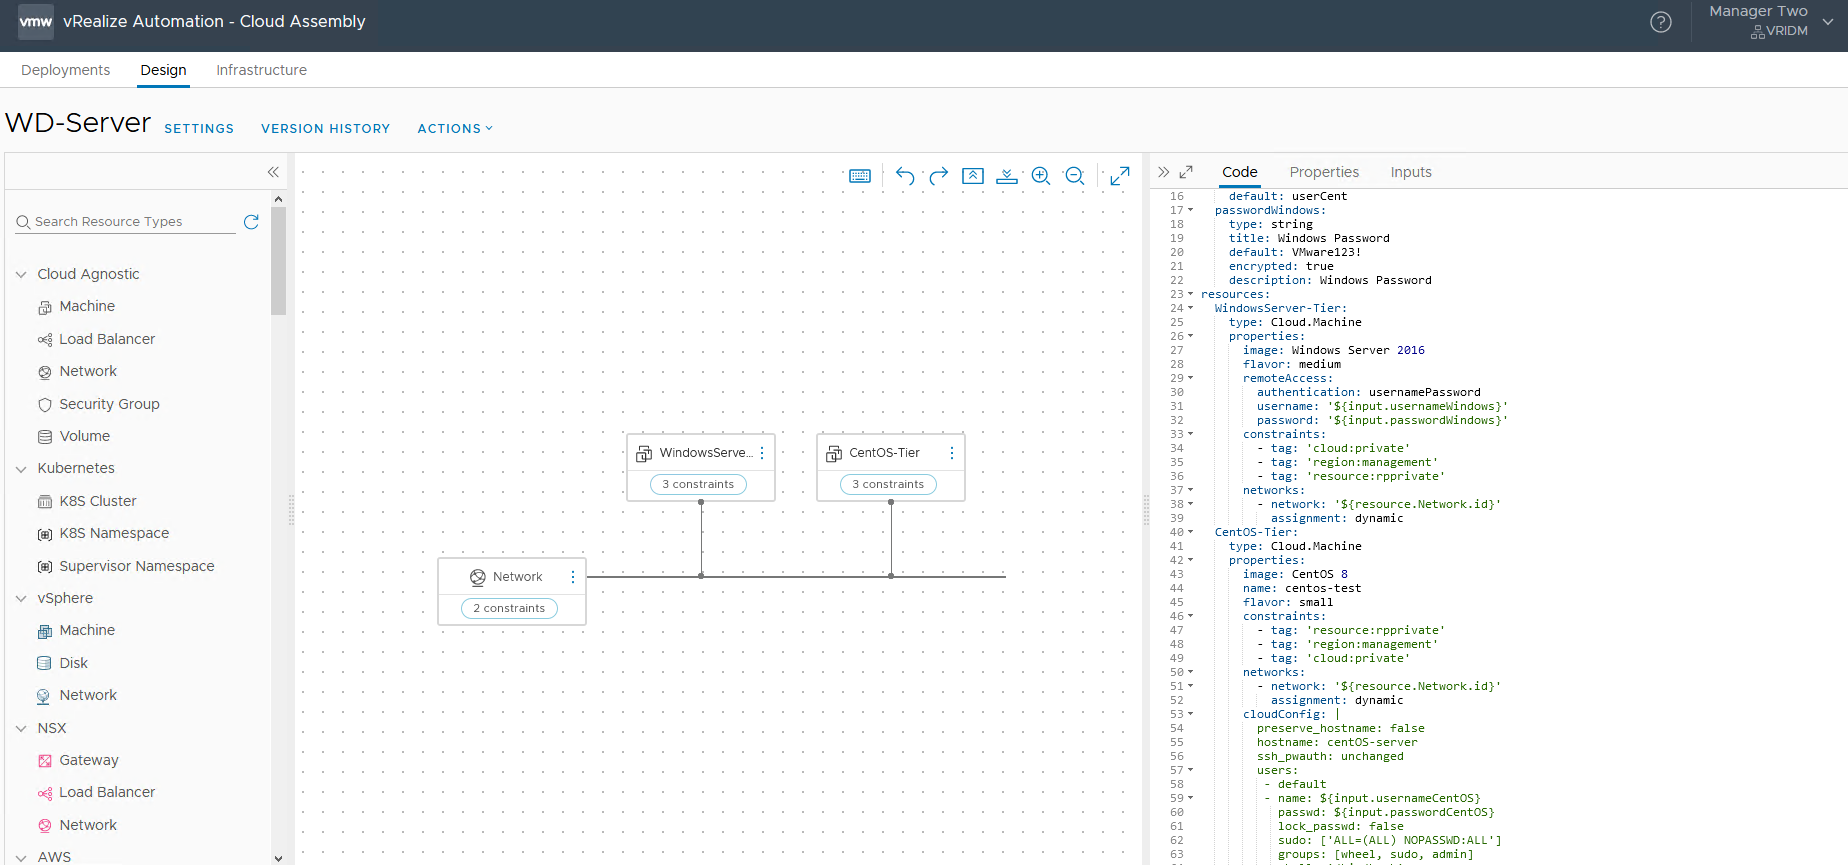 vmw vRealize Automation - Cloud Assembly
Manager Two
VRIDM
Deployments Design Infrastructure
WD-Server SETTINGS VERSION HISTORY ACTIONS
Search Resource Types
Cloud Agnostic
Machine
Load Balancer
Network
Security Group
Volume
Kubernetes
K8S Cluster
K8S Namespace
Supervisor Namespace
vSphere
Machine
Disk
Network
NSX
Gateway
Load Balancer
Network
AWS
WindowsServe...
3 constraints
CentOS-Tier
3 constraints
Network
2 constraints
Code Properties Inputs
16 default: userCent
17 passwordWindows:
18 type: string
19 title: Windows Password
20 default: VMware123!
21 encrypted: true
22 description: Windows Password
23 resources:
24 WindowsServer-Tier:
25 type: Cloud.Machine
26 properties:
27 image: Windows Server 2016
28 flavor: medium
29 remoteAccess:
30 authentication: usernamePassword
31 username: '${input.usernameWindows}'
32 password: '${input.passwordWindows}'
33 constraints:
34 - tag: 'cloud:private'
35 - tag: 'region:management'
36 - tag: 'resource:rpprivate'
37 networks:
38 - network: '${resource.Network.id}'
39 assignment: dynamic
40 CentOS-Tier:
41 type: Cloud.Machine
42 properties:
43 image: CentOS 8
44 name: centos-test
45 flavor: small
46 constraints:
47 - tag: 'resource:rpprivate'
48 - tag: 'region:management'
49 - tag: 'cloud:private'
50 networks:
51 - network: '${resource.Network.id}'
52 assignment: dynamic
53 cloudConfig: |
54 preserve_hostname: false
55 hostname: centOS-server
56 ssh_pwauth: unchanged
57 users:
58 - default
59 - name: ${input.usernameCentOS}
60 passwd: ${input.passwordCentOS}
61 lock_passwd: false
62 sudo: ['ALL=(ALL) NOPASSWD:ALL']
63 groups: [wheel, sudo, admin]